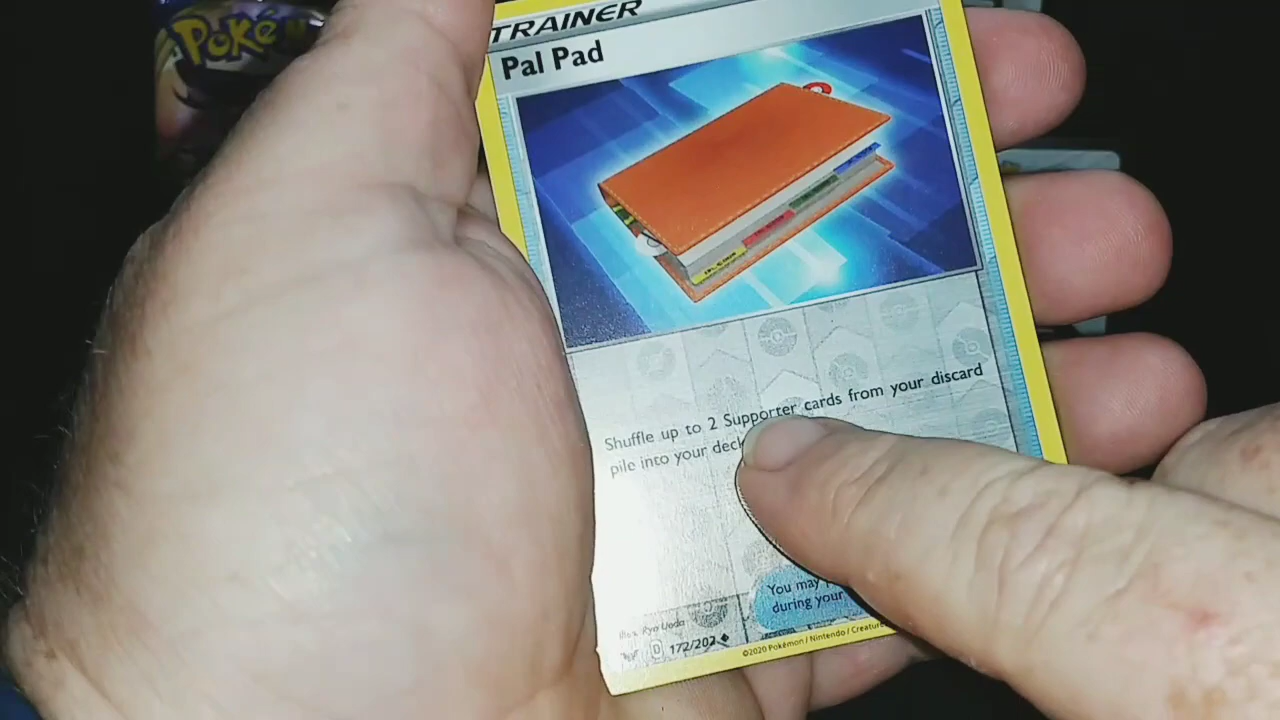 Poké
TRAINER
Pal Pad
Shuffle up to 2 Supporter cards from your discard
pile into your deck
You may
during your
Illus. Ryo Ueda
D 172/202
©2020 Pokémon / Nintendo / Creature